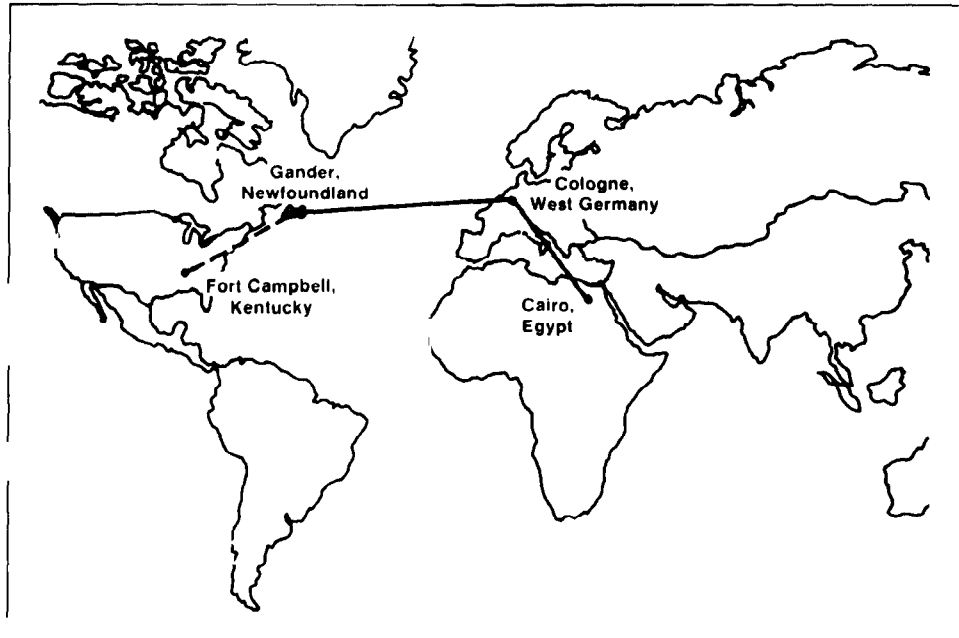 Gander,
Newfoundland
Cologne,
West Germany
Fort Campbell,
Kentucky
Cairo,
Egypt